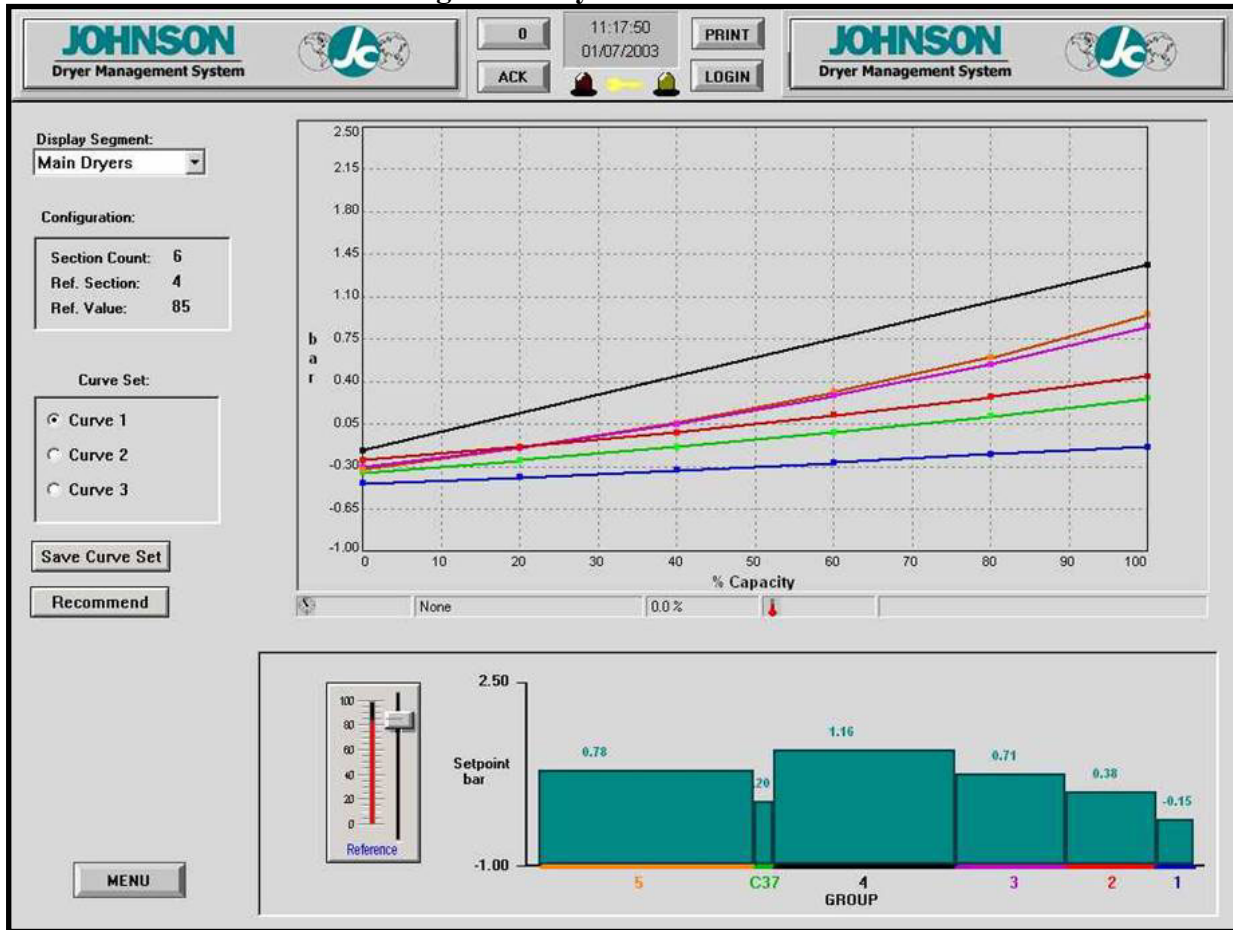 JOHNSON
Dryer Management System
Jc
0
ACK
11:17:50
01/07/2003
PRINT
LOGIN
JOHNSON
Dryer Management System
Jc
Display Segment:
Main Dryers
Configuration:
Section Count: 6
Ref. Section: 4
Ref. Value: 85
Curve Set:
Curve 1
Curve 2
Curve 3
Save Curve Set
Recommend
MENU
2.50
2.15
1.80
1.45
1.10
0.75
0.40
0.05
-0.30
-0.65
-1.00
bar
0 10 20 30 40 50 60 70 80 90 100
% Capacity
None 0.0 %
100
80
60
40
20
0
Reference
2.50
Setpoint
bar
-1.00
0.78 .20 1.16 0.71 0.38 -0.15
5 C37 4 3 2 1
GROUP